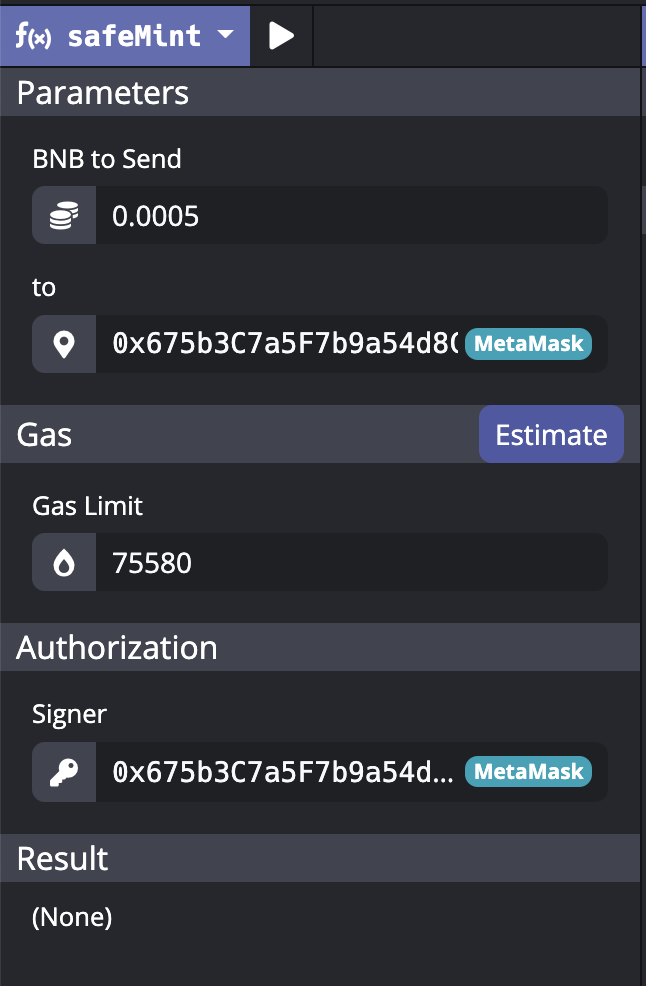 f(x) safeMint
Parameters
BNB to Send
0.0005
to
0x675b3C7a5F7b9a54d8 MetaMask
Gas Estimate
Gas Limit
75580
Authorization
Signer
0x675b3C7a5F7b9a54d... MetaMask
Result
(None)